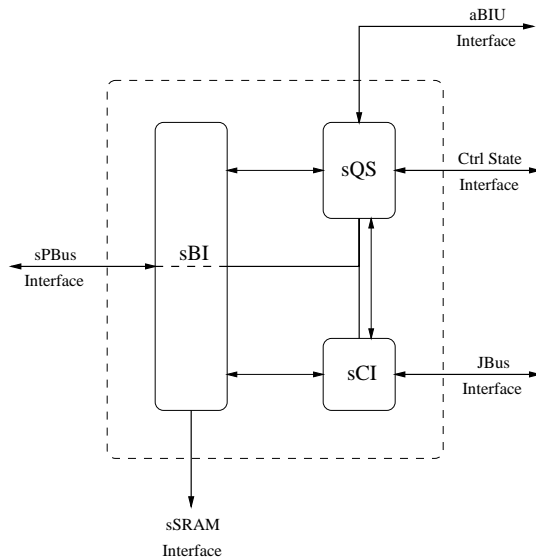 aBIU
Interface
sQS
Ctrl State
Interface
sPBus
Interface
sBI
sCI
JBus
Interface
sSRAM
Interface